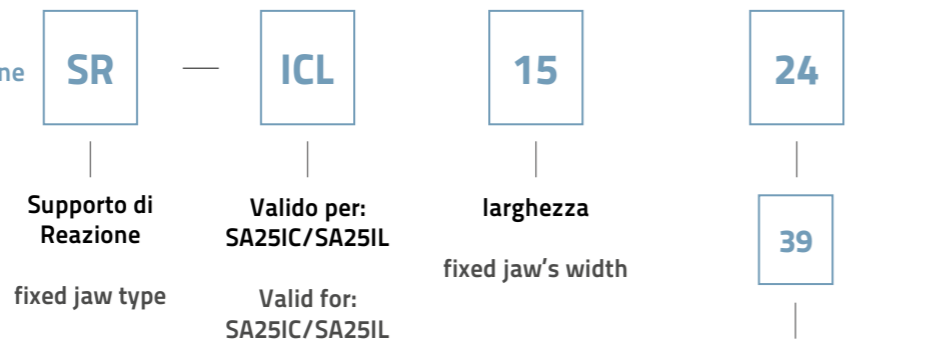 ne SR — ICL 15 24
Supporto di
Reazione
fixed jaw type
Valido per:
SA25IC/SA25IL
Valid for:
SA25IC/SA25IL
larghezza
fixed jaw's width
39